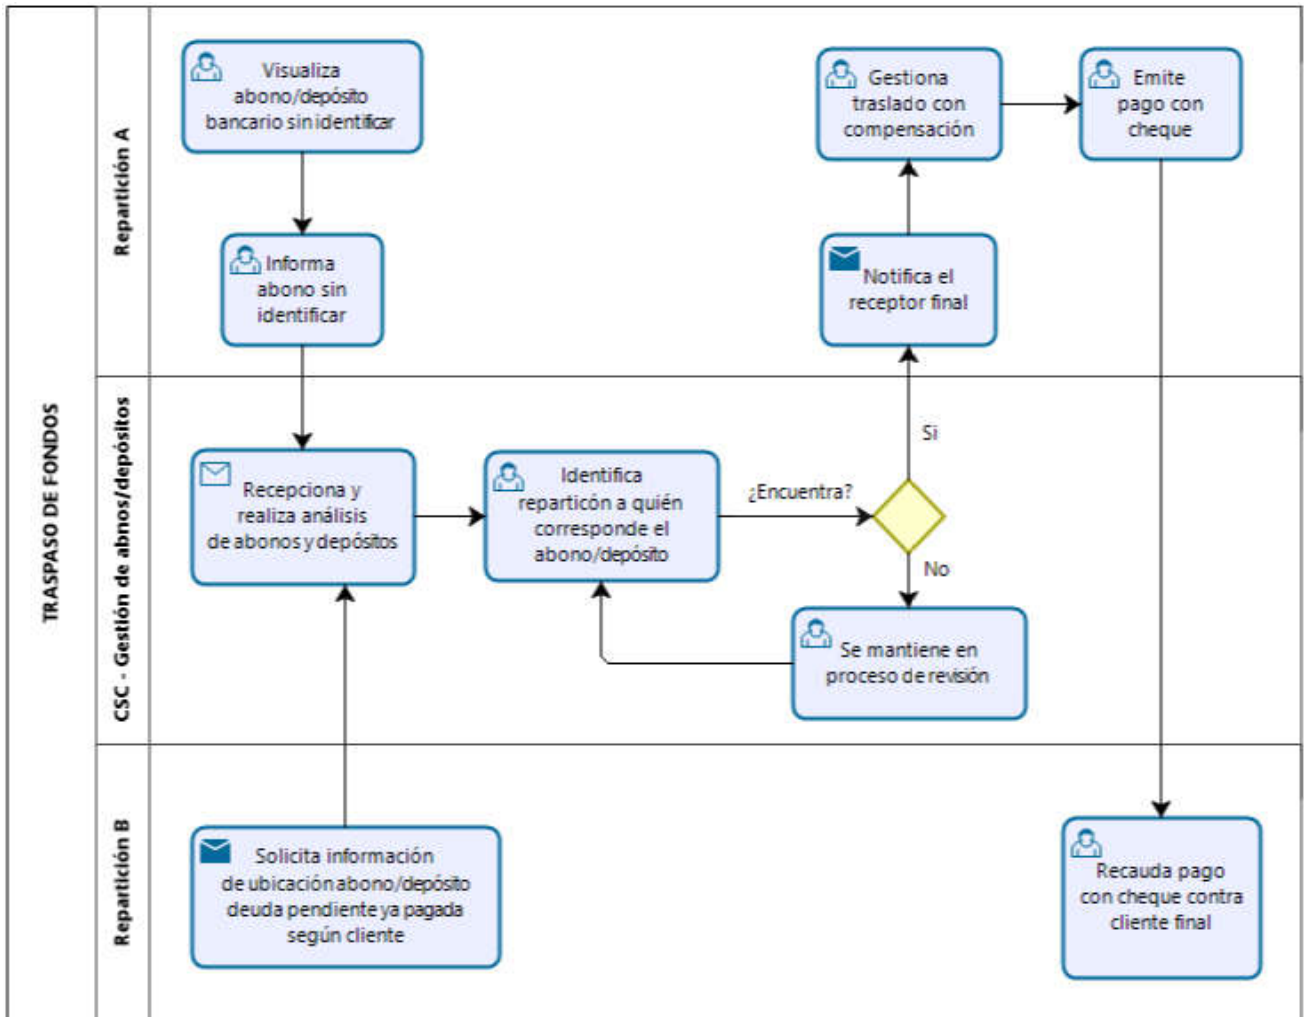 TRASPASO DE FONDOS
Repartición A
Visualiza
abono/depósito
bancario sin identificar
Informa
abono sin
identificar
Gestiona
traslado con
compensación
Emite
pago con
cheque
Notifica el
receptor final
CSC - Gestión de abnos/depósitos
Recepciona y
realiza análisis
de abonos y depósitos
Identifica
reparticón a quién
corresponde el
abono/depósito
¿Encuentra?
Si
No
Se mantiene en
proceso de revisión
Repartición B
Solicita información
de ubicación abono/depósito
deuda pendiente ya pagada
según cliente
Recauda pago
con cheque contra
cliente final